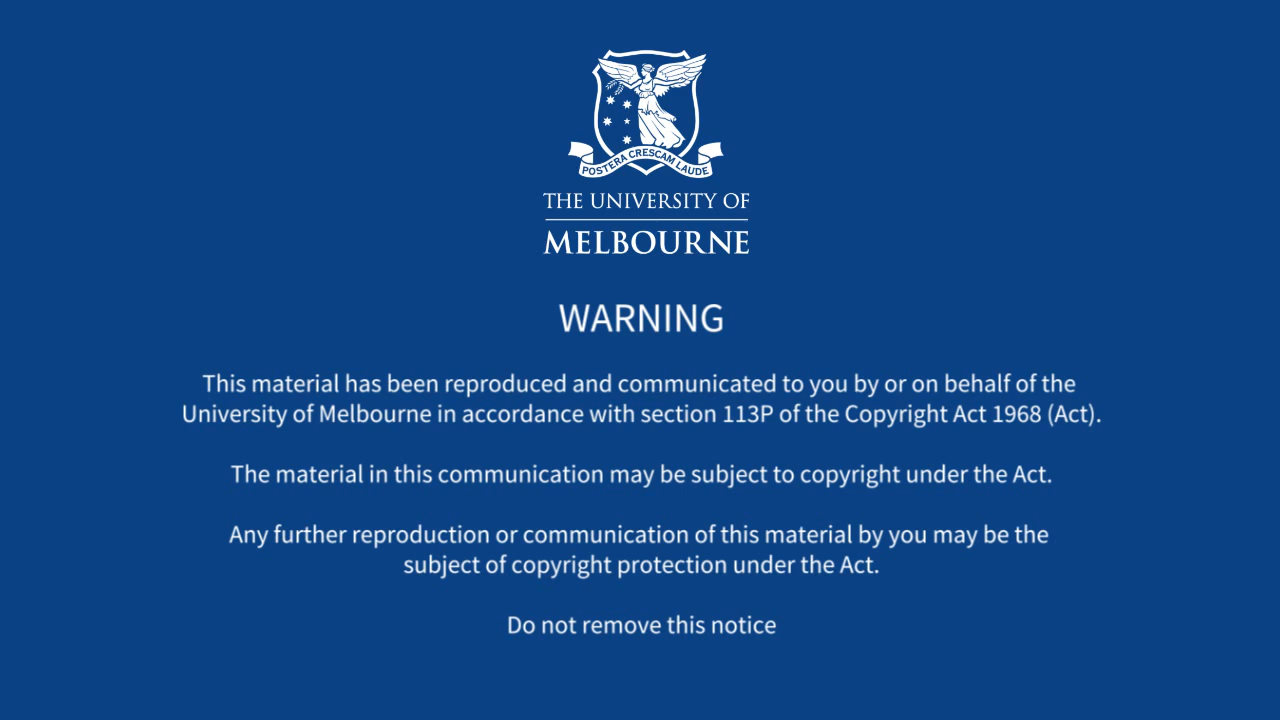 POSTERA CRESCAM LAUDE
THE UNIVERSITY OF
MELBOURNE
WARNING
This material has been reproduced and communicated to you by or on behalf of the
University of Melbourne in accordance with section 113P of the Copyright Act 1968 (Act).
The material in this communication may be subject to copyright under the Act.
Any further reproduction or communication of this material by you may be the
subject of copyright protection under the Act.
Do not remove this notice